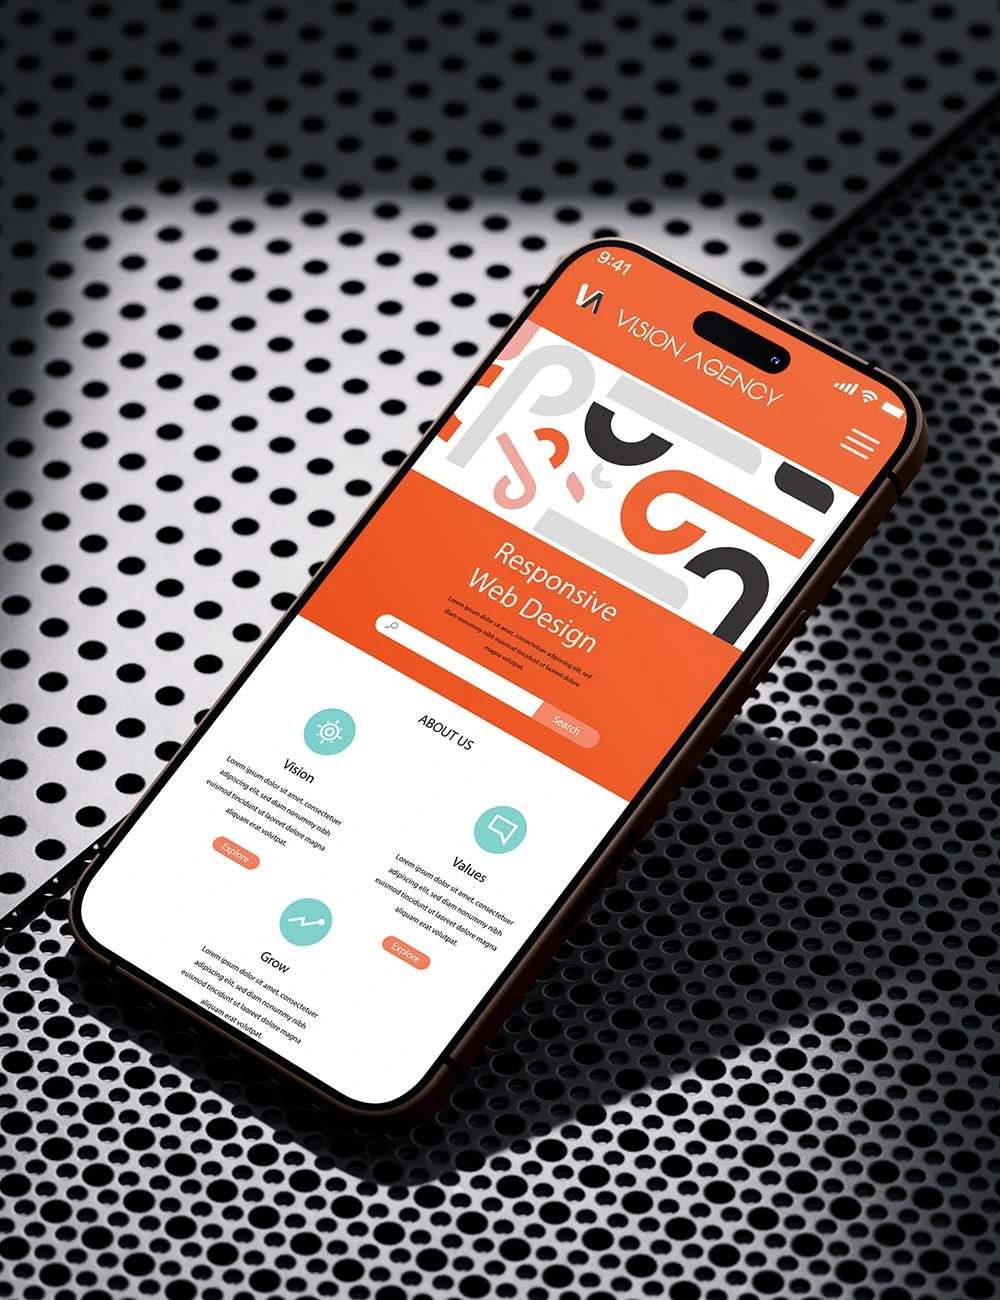 9:41
VA
VISION AGENCY
Responsive
Web Design
Lorem ipsum dolor sit amet, consectetuer adipiscing elit, sed
diam nonummy nibh euismod tincidunt ut laoreet dolore
magna volutpat.
Search
ABOUT US
Vision
Lorem ipsum dolor sit amet, consectetuer
adipiscing elit, sed diam nonummy nibh
euismod tincidunt ut laoreet dolore magna
aliquam erat volutpat.
Explore
Values
Lorem ipsum dolor sit amet, consectetuer
adipiscing elit, sed diam nonummy nibh
euismod tincidunt ut laoreet dolore magna
aliquam erat volutpat.
Explore
Grow
Lorem ipsum dolor sit amet, consectetuer
adipiscing elit, sed diam nonummy nibh
euismod tincidunt ut laoreet dolore magna
aliquam erat volutpat.